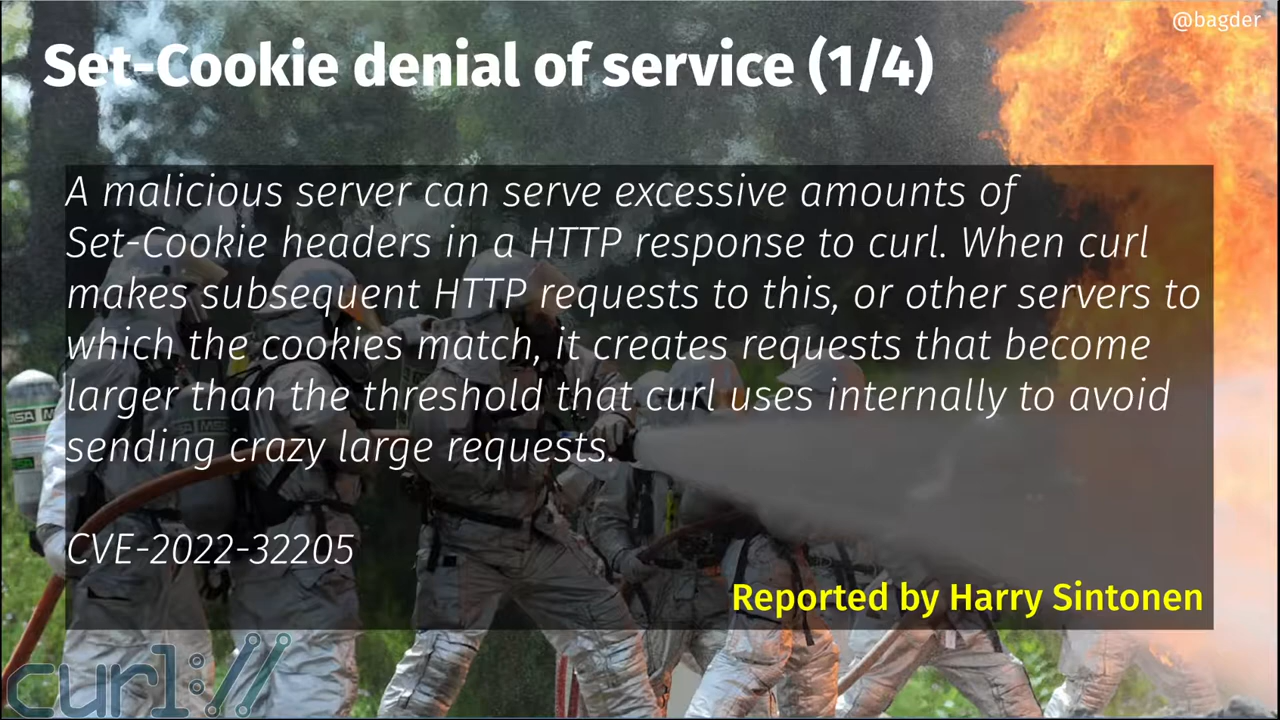 @bagder
Set-Cookie denial of service (1/4)
A malicious server can serve excessive amounts of
Set-Cookie headers in a HTTP response to curl. When curl
makes subsequent HTTP requests to this, or other servers to
which the cookies match, it creates requests that become
larger than the threshold that curl uses internally to avoid
sending crazy large requests.
MSA
CVE-2022-32205
Reported by Harry Sintonen
curl://